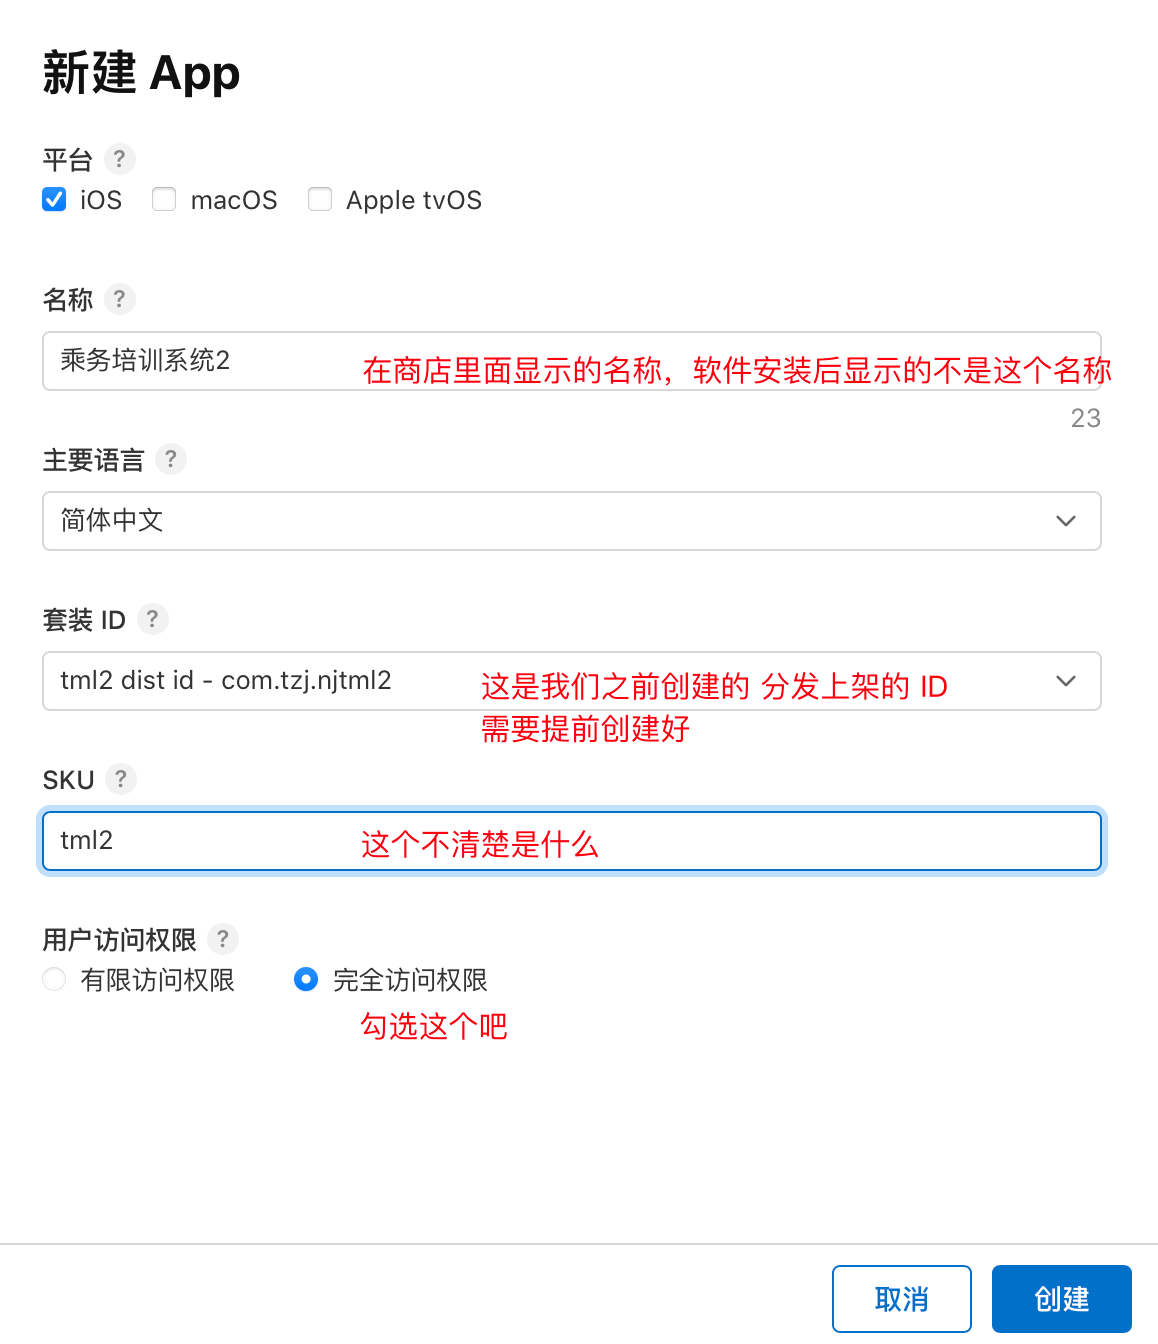 新建 App
平台 ?
iOS macOS Apple tvOS
名称 ?
乘务培训系统2 在商店里面显示的名称，软件安装后显示的不是这个名称
23
主要语言 ?
简体中文
套装 ID ?
tml2 dist id - com.tzj.njtml2 这是我们之前创建的 分发上架的 ID
需要提前创建好
SKU ?
tml2 这个不清楚是什么
用户访问权限 ?
有限访问权限 完全访问权限
勾选这个吧
取消 创建